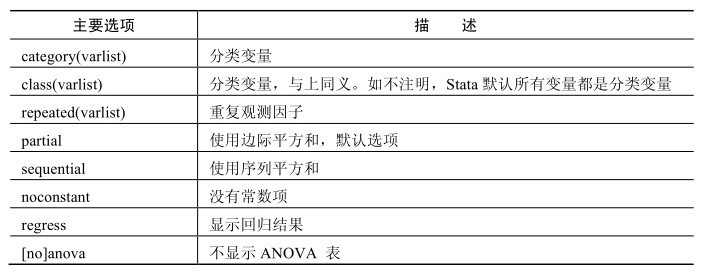 主要选项 描 述
category(varlist) 分类变量
class(varlist) 分类变量，与上同义。如不注明，Stata 默认所有变量都是分类变量
repeated(varlist) 重复观测因子
partial 使用边际平方和，默认选项
sequential 使用序列平方和
noconstant 没有常数项
regress 显示回归结果
[no]anova 不显示 ANOVA 表